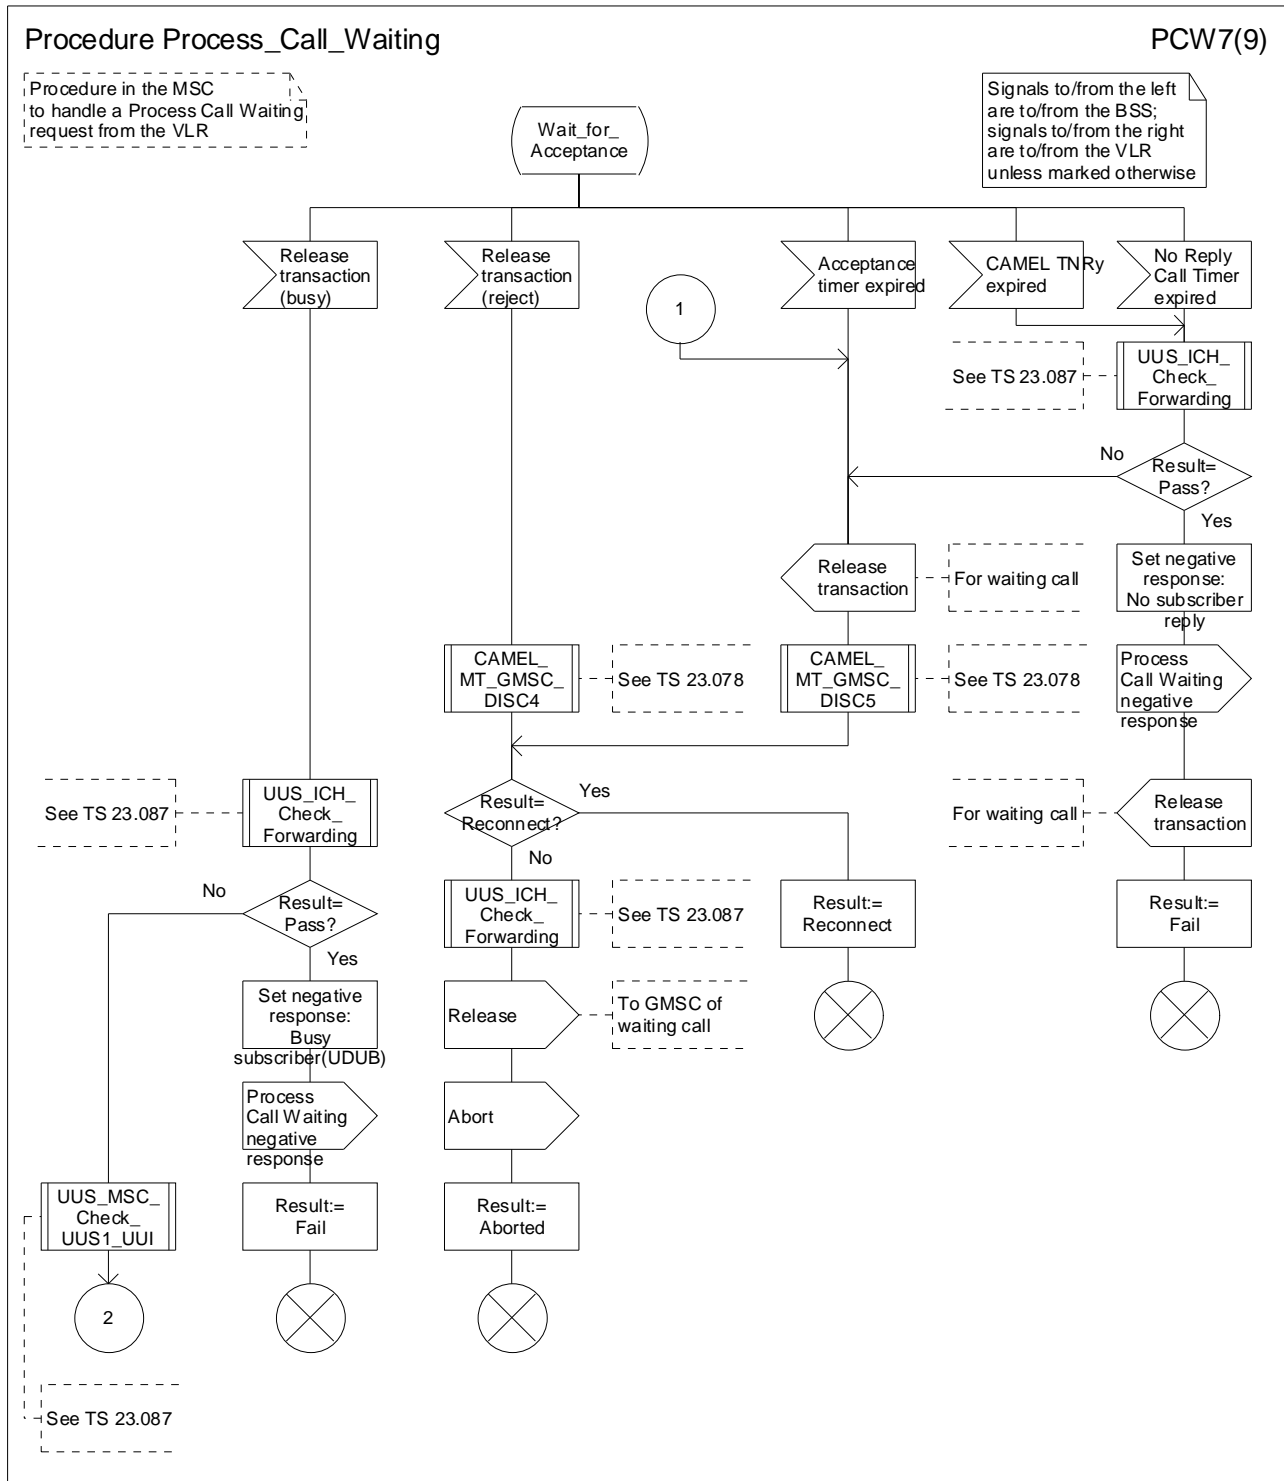 Procedure Process_Call_Waiting
PCW7(9)
Procedure in the MSC
to handle a Process Call Waiting
request from the VLR
Signals to/from the left
are to/from the BSS;
signals to/from the right
are to/from the VLR
unless marked otherwise
Wait_for_
Acceptance
Release
transaction
(busy)
Release
transaction
(reject)
Acceptance
timer expired
CAMEL TNRy
expired
No Reply
Call Timer
expired
1
See TS 23.087
UUS_ICH_
Check_
Forwarding
No
Result=
Pass?
Yes
Release
transaction
For waiting call
Set negative
response:
No subscriber
reply
CAMEL_
MT_GMSC_
DISC4
See TS 23.078
CAMEL_
MT_GMSC_
DISC5
See TS 23.078
Process
Call Waiting
negative
response
See TS 23.087
UUS_ICH_
Check_
Forwarding
Result=
Reconnect?
Yes
No
For waiting call
Release
transaction
No
Result=
Pass?
Yes
UUS_ICH_
Check_
Forwarding
See TS 23.087
Result:=
Reconnect
Result:=
Fail
Set negative
response:
Busy
subscriber(UDUB)
Release
To GMSC of
waiting call
Process
Call Waiting
negative
response
Abort
UUS_MSC_
Check_
UUS1_UUI
Result:=
Fail
Result:=
Aborted
2
See TS 23.087